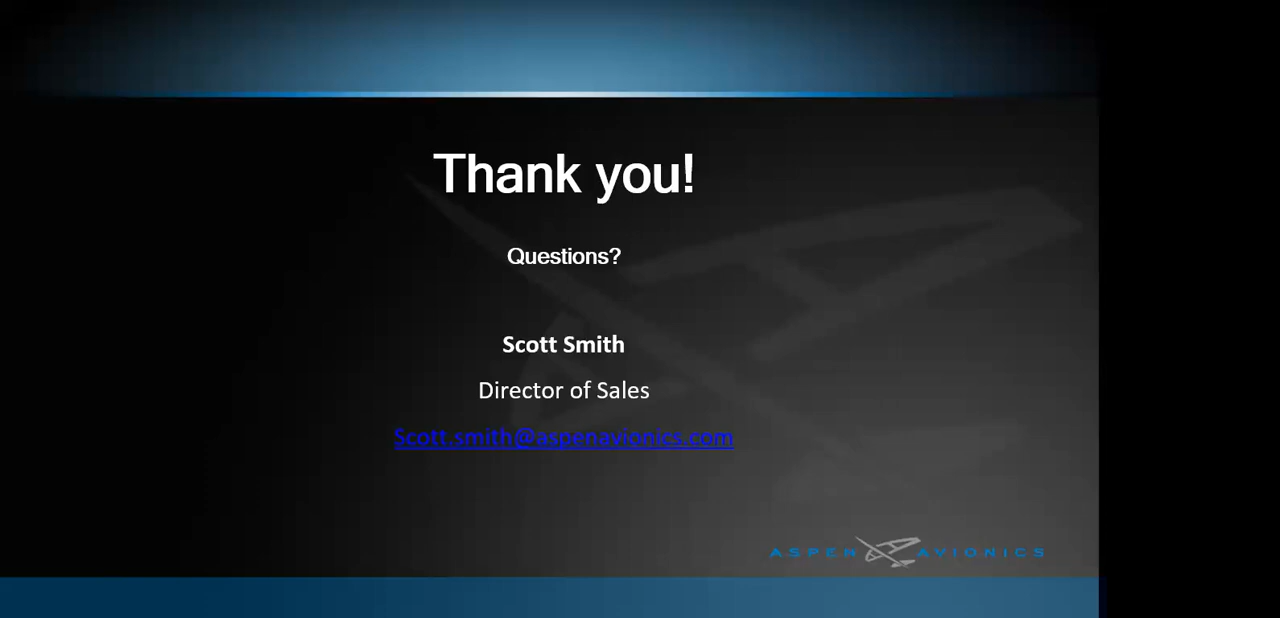 Thank you!
Questions?
Scott Smith
Director of Sales
Scott.smith@aspenavionics.com
ASPEN AVIONICS